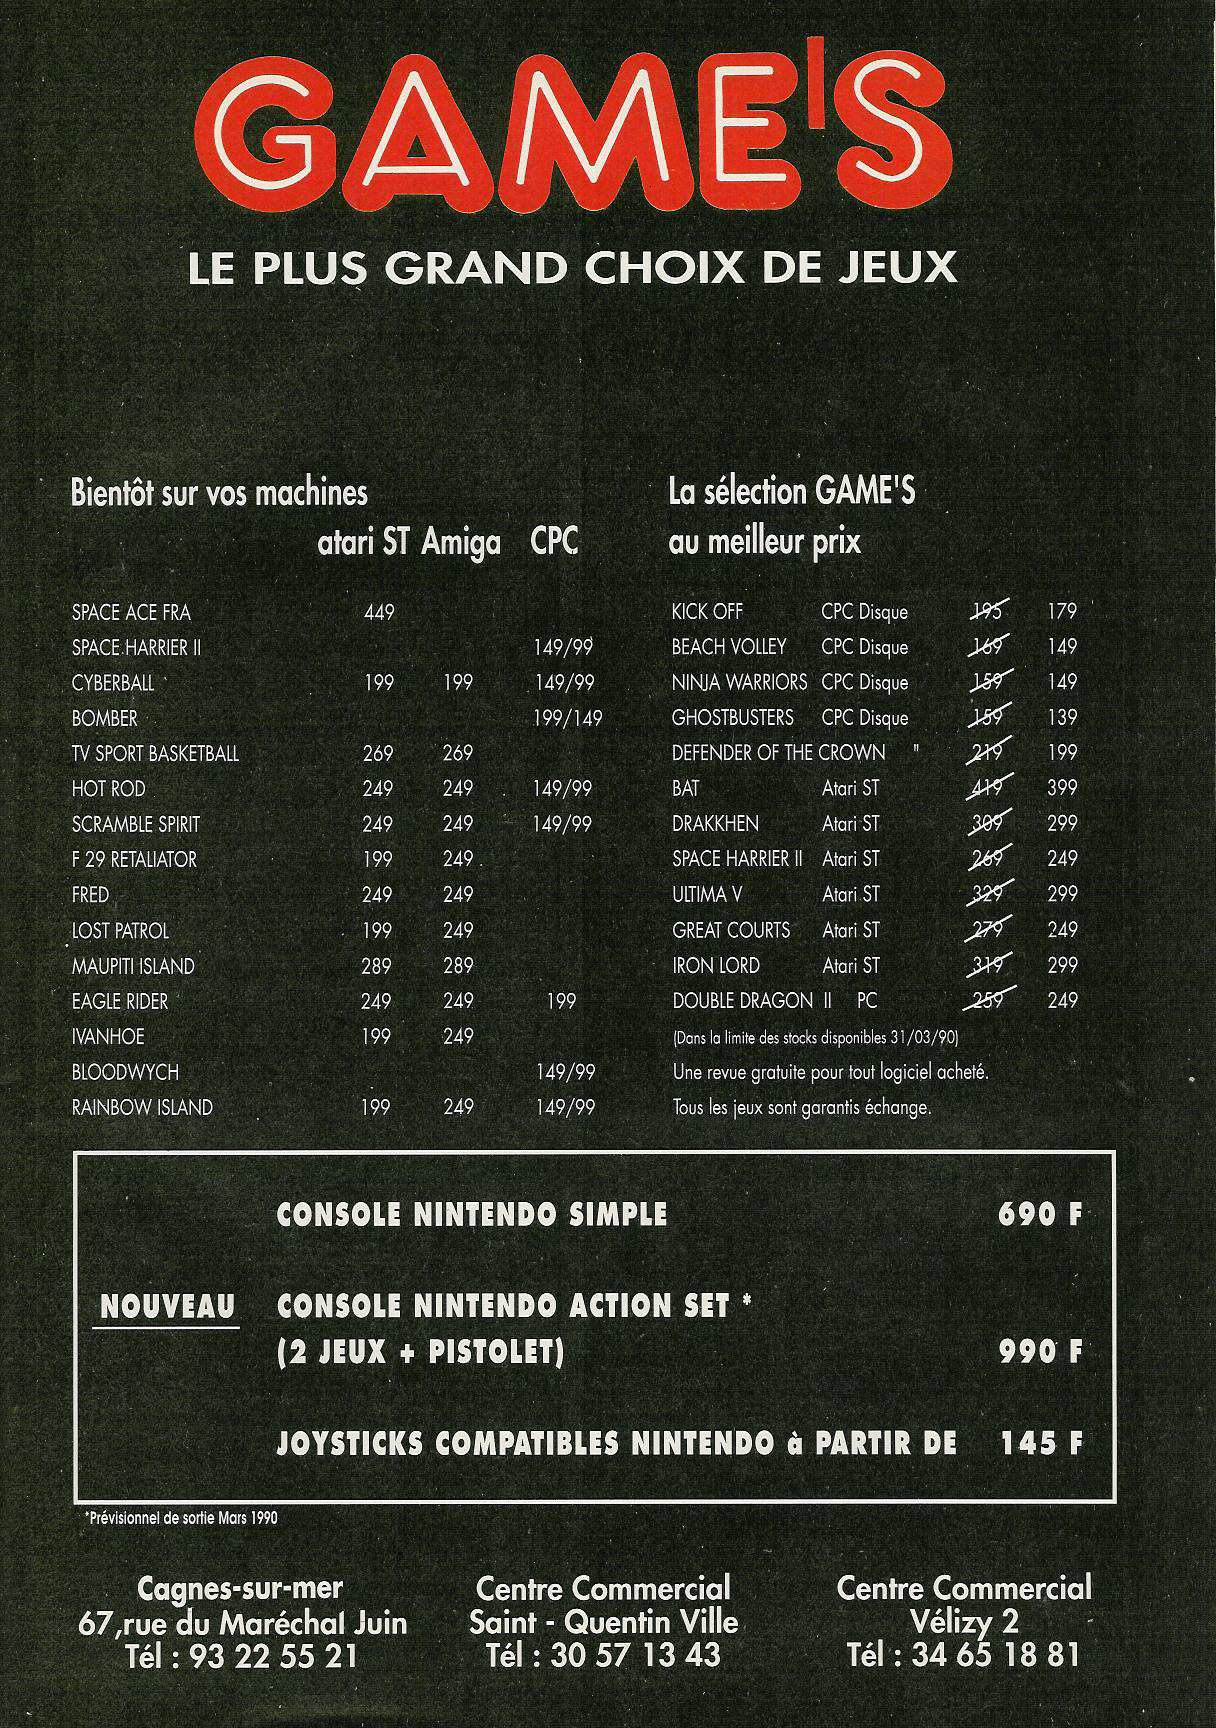 GAME'S
LE PLUS GRAND CHOIX DE JEUX
Bientôt sur vos machines
atari ST Amiga CPC
SPACE ACE FRA 449
SPACE HARRIER II 149/99
CYBERBALL 199 199 149/99
BOMBER 199/149
TV SPORT BASKETBALL 269 269
HOT ROD 249 249 149/99
SCRAMBLE SPIRIT 249 249 149/99
F 29 RETALIATOR 199 249
FRED 249 249
LOST PATROL 199 249
MAUPITI ISLAND 289 289
EAGLE RIDER 249 249 199
IVANHOE 199 249
BLOODWYCH 149/99
RAINBOW ISLAND 199 249 149/99
La sélection GAME'S
au meilleur prix
KICK OFF CPC Disque 195 179
BEACH VOLLEY CPC Disque 169 149
NINJA WARRIORS CPC Disque 159 149
GHOSTBUSTERS CPC Disque 159 139
DEFENDER OF THE CROWN " 219 199
BAT Atari ST 419 399
DRAKKHEN Atari ST 309 299
SPACE HARRIER II Atari ST 269 249
ULTIMA V Atari ST 329 299
GREAT COURTS Atari ST 279 249
IRON LORD Atari ST 319 299
DOUBLE DRAGON II PC 259 249
(Dans la limite des stocks disponibles 31/03/90)
Une revue gratuite pour tout logiciel acheté.
Tous les jeux sont garantis échange.
CONSOLE NINTENDO SIMPLE 690 F
NOUVEAU CONSOLE NINTENDO ACTION SET *
(2 JEUX + PISTOLET) 990 F
JOYSTICKS COMPATIBLES NINTENDO à PARTIR DE 145 F
*Prévisionnel de sortie Mars 1990
Cagnes-sur-mer
67,rue du Maréchal Juin
Tél : 93 22 55 21
Centre Commercial
Saint - Quentin Ville
Tél : 30 57 13 43
Centre Commercial
Vélizy 2
Tél : 34 65 18 81